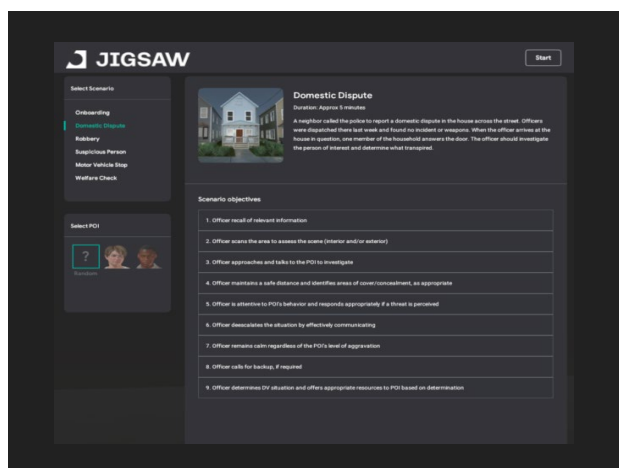 JIGSAW
Start
Select Scenario
Onboarding
Domestic Dispute
Robbery
Suspicious Person
Motor Vehicle Stop
Welfare Check
Select POI
?
Random
Domestic Dispute
Duration: Approx 5 minutes
A neighbor called the police to report a domestic dispute in the house across the street. Officers
were dispatched there last week and found no incident or weapons. When the officer arrives at the
house in question, one member of the household answers the door. The officer should investigate
the person of interest and determine what transpired.
Scenario objectives
1. Officer recall of relevant information
2. Officer scans the area to assess the scene (interior and/or exterior)
3. Officer approaches and talks to the POI to investigate
4. Officer maintains a safe distance and identifies areas of cover/concealment, as appropriate
5. Officer is attentive to POI's behavior and responds appropriately if a threat is perceived
6. Officer deescalates the situation by effectively communicating
7. Officer remains calm regardless of the POI's level of aggravation
8. Officer calls for backup, if required
9. Officer determines DV situation and offers appropriate resources to POI based on determination